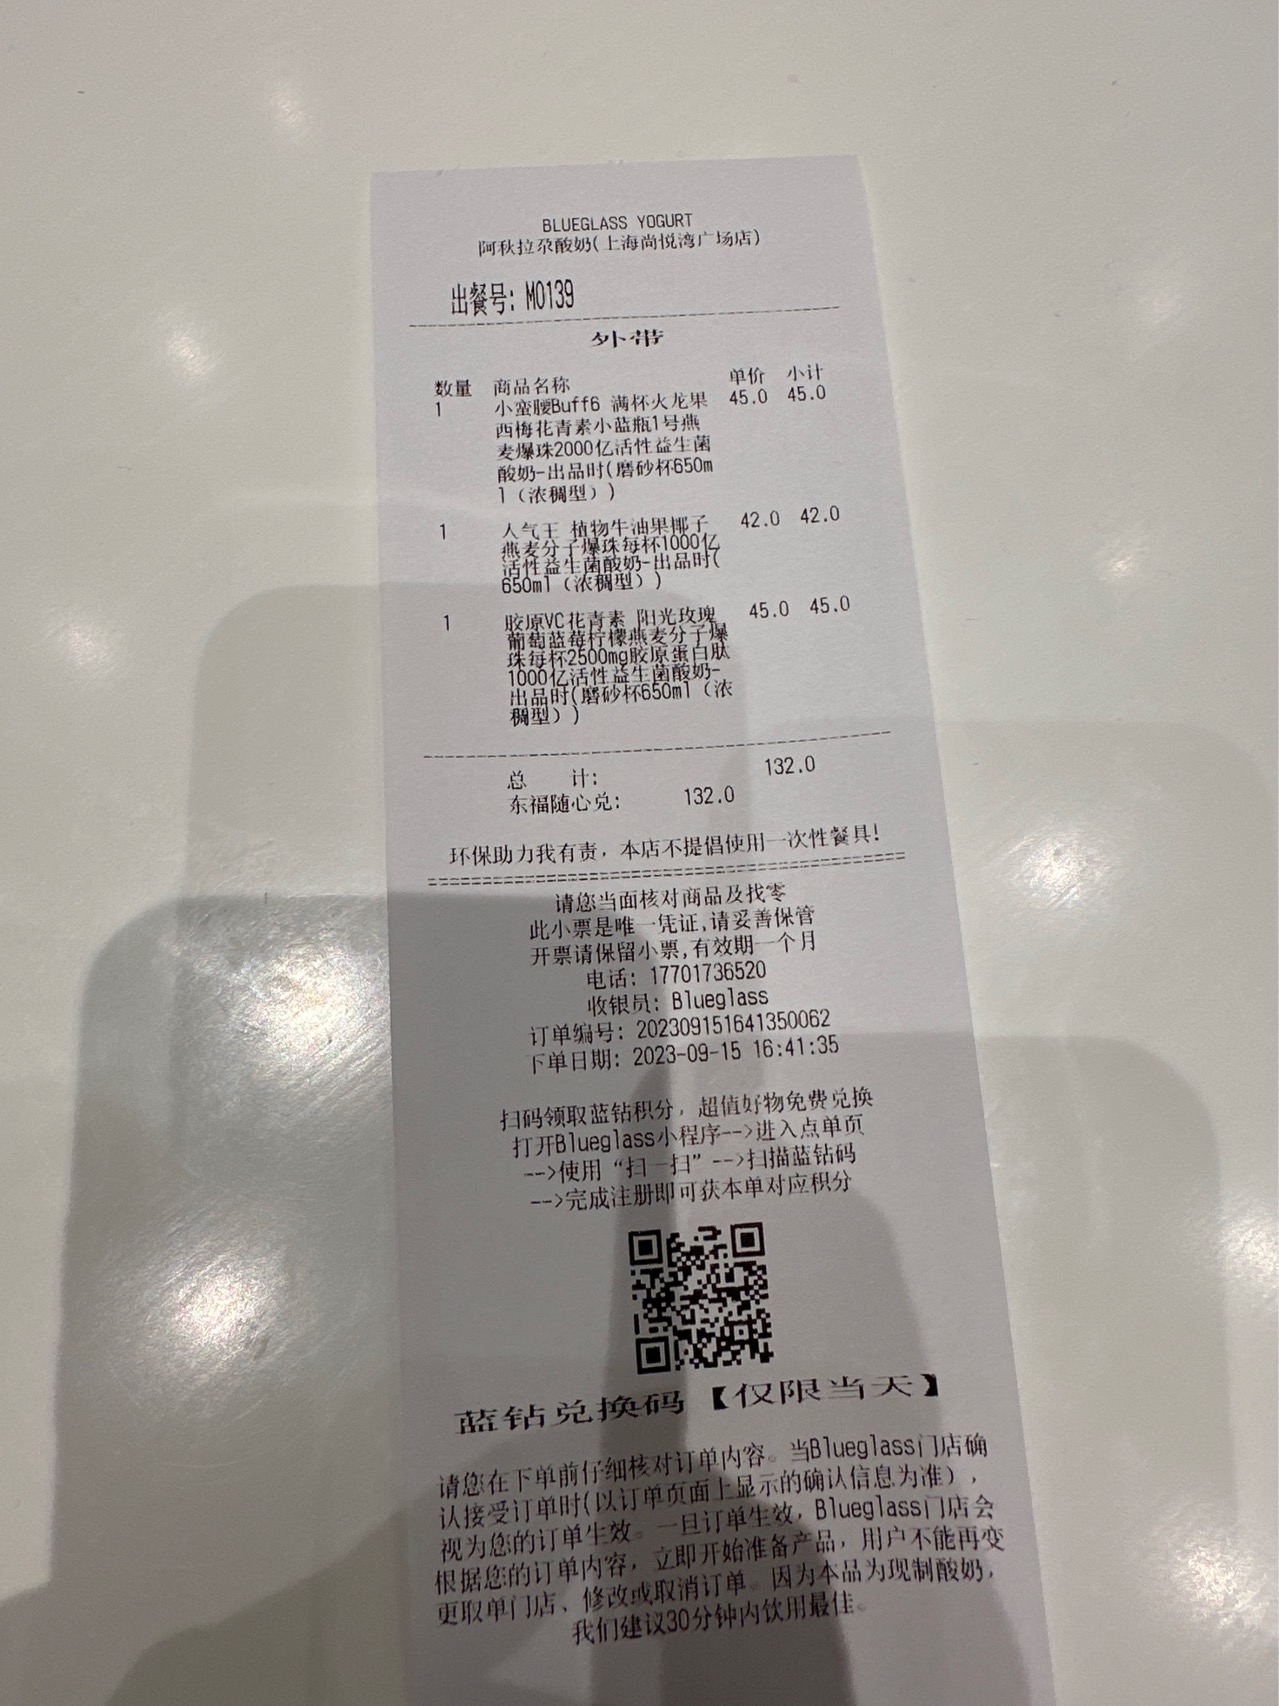 BLUEGLASS YOGURT
阿秋拉尕酸奶(上海尚悦湾广场店)
出餐号: M0139
外带
数量 商品名称 单价 小计
1 小蛮腰Buff6 满杯火龙果 45.0 45.0
西梅花青素小蓝瓶1号燕
麦爆珠2000亿活性益生菌
酸奶-出品时(磨砂杯650m
l（浓稠型）)
1 人气王 植物牛油果椰子 42.0 42.0
燕麦分子爆珠每杯1000亿
活性益生菌酸奶-出品时(
650ml（浓稠型）)
1 胶原VC花青素 阳光玫瑰 45.0 45.0
葡萄蓝莓柠檬燕麦分子爆
珠每杯2500mg胶原蛋白肽
1000亿活性益生菌酸奶-
出品时(磨砂杯650ml（浓
稠型）)
总 计: 132.0
东福随心兑: 132.0
环保助力我有责，本店不提倡使用一次性餐具!
请您当面核对商品及找零
此小票是唯一凭证,请妥善保管
开票请保留小票,有效期一个月
电话: 17701736520
收银员: Blueglass
订单编号: 202309151641350062
下单日期: 2023-09-15 16:41:35
扫码领取蓝钻积分，超值好物免费兑换
打开Blueglass小程序-->进入点单页
-->使用“扫一扫”-->扫描蓝钻码
-->完成注册即可获本单对应积分
蓝钻兑换码【仅限当天】
请您在下单前仔细核对订单内容。当Blueglass门店确
认接受订单时(以订单页面上显示的确认信息为准)，
视为您的订单生效。一旦订单生效，Blueglass门店会
根据您的订单内容，立即开始准备产品，用户不能再变
更取单门店、修改或取消订单。因为本品为现制酸奶，
我们建议30分钟内饮用最佳。